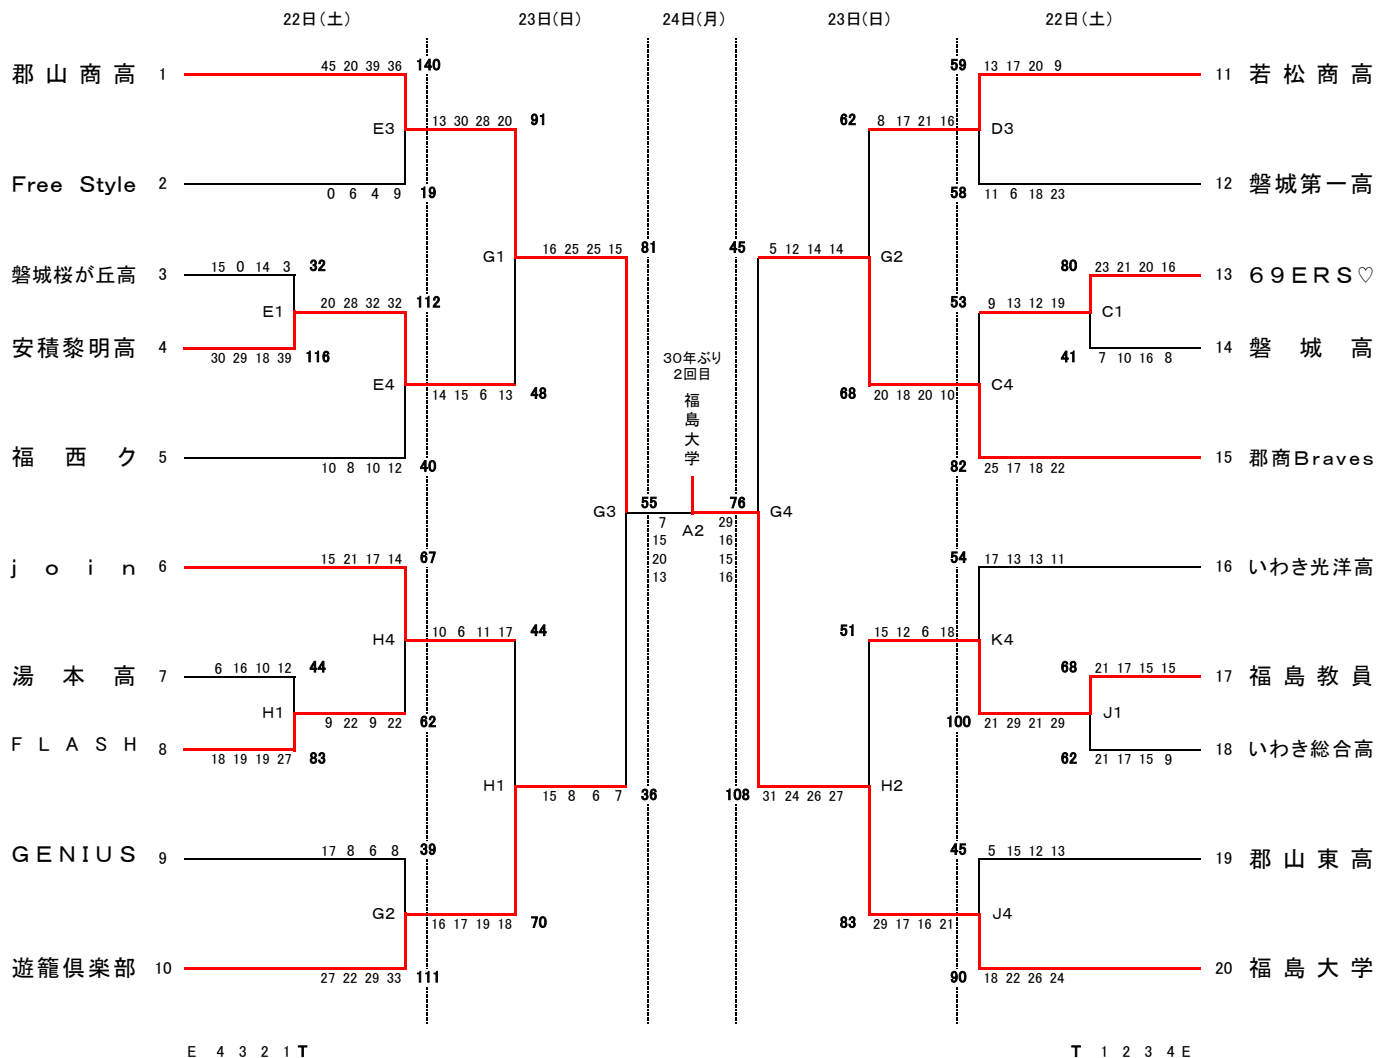 22日(土) 23日(日) 24日(月) 23日(日) 22日(土)
郡山商高 1 45 20 39 36 140
59 13 17 20 9 11 若松商高
E3 13 30 28 20 91
62 8 17 21 16 D3
Free Style 2 0 6 4 9 19
58 11 6 18 23 12 磐城第一高
G1 16 25 25 15 81
45 5 12 14 14 G2
磐城桜が丘高 3 15 0 14 3 32
80 23 21 20 16 13 69ERS♡
E1 20 28 32 32 112
53 9 13 12 19 C1
安積黎明高 4 30 29 18 39 116
41 7 10 16 8 14 磐城高
E4 14 15 6 13 48
68 20 18 20 10 C4
福西ク 5 10 8 10 12 40
82 25 17 18 22 15 郡商Braves
30年ぶり
2回目
福島大学
G3 55 A2 76 G4
7 29
15 16
20 15
13 16
join 6 15 21 17 14 67
54 17 13 13 11 16 いわき光洋高
H4 10 6 11 17 44
51 15 12 6 18 K4
湯本高 7 6 16 10 12 44
68 21 17 15 15 17 福島教員
H1 9 22 9 22 62
100 21 29 21 29 J1
FLASH 8 18 19 19 27 83
62 21 17 15 9 18 いわき総合高
H1 15 8 6 7 36
108 31 24 26 27 H2
GENIUS 9 17 8 6 8 39
45 5 15 12 13 19 郡山東高
G2 16 17 19 18 70
83 29 17 16 21 J4
遊籠倶楽部 10 27 22 29 33 111
90 18 22 26 24 20 福島大学
E 4 3 2 1 T
T 1 2 3 4 E